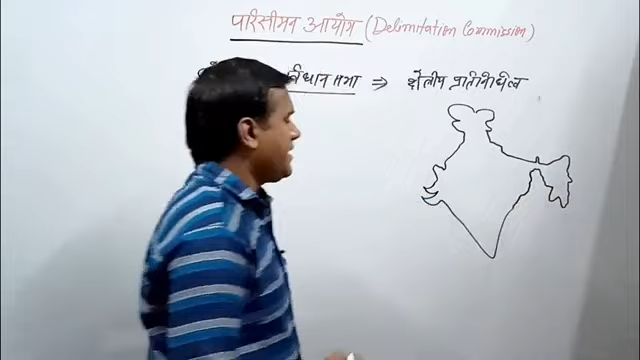 परिसीमन आयोग (Delimitation Commission)
विधान सभा ⇒ क्षेत्रीय प्रतिनिधित्व